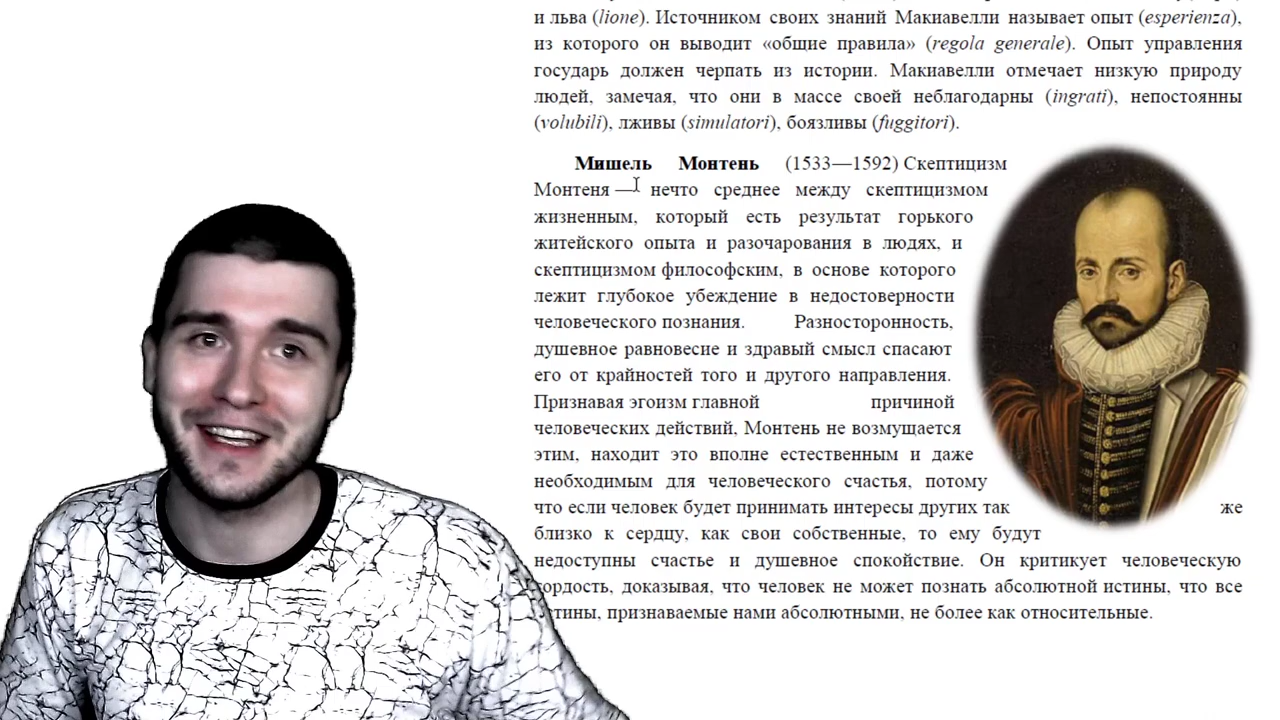 и льва (lione). Источником своих знаний Макиавелли называет опыт (esperienza),
из которого он выводит «общие правила» (regola generale). Опыт управления
государь должен черпать из истории. Макиавелли отмечает низкую природу
людей, замечая, что они в массе своей неблагодарны (ingrati), непостоянны
(volubili), лживы (simulatori), боязливы (fuggitori).
Мишель Монтень (1533—1592) Скептицизм
Монтеня — нечто среднее между скептицизмом
жизненным, который есть результат горького
житейского опыта и разочарования в людях, и
скептицизмом философским, в основе которого
лежит глубокое убеждение в недостоверности
человеческого познания. Разносторонность,
душевное равновесие и здравый смысл спасают
его от крайностей того и другого направления.
Признавая эгоизм главной причиной
человеческих действий, Монтень не возмущается
этим, находит это вполне естественным и даже
необходимым для человеческого счастья, потому
что если человек будет принимать интересы других так же
близко к сердцу, как свои собственные, то ему будут
недоступны счастье и душевное спокойствие. Он критикует человеческую
гордость, доказывая, что человек не может познать абсолютной истины, что все
истины, признаваемые нами абсолютными, не более как относительные.